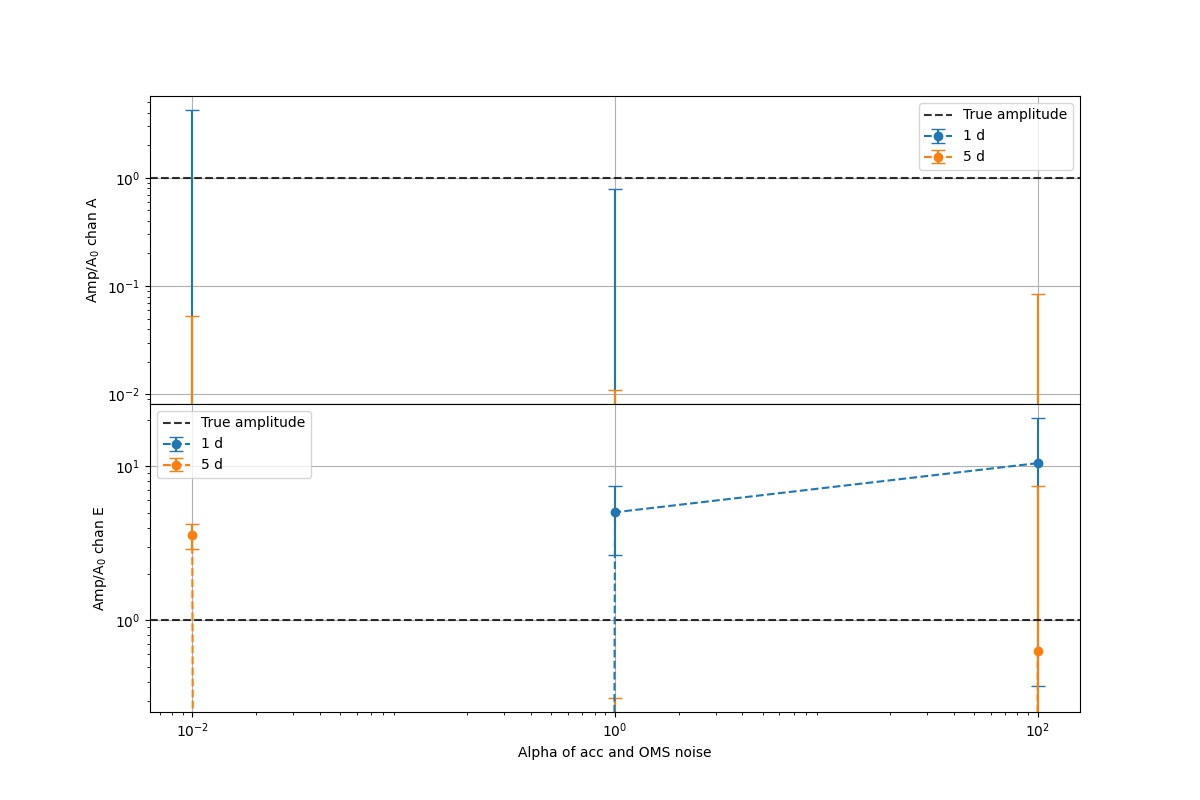 True amplitude
1 d
5 d
10⁰
10⁻¹
10⁻²
Amp/A₀ chan A
True amplitude
1 d
5 d
10¹
10⁰
Amp/A₀ chan E
10⁻² 10⁰ 10²
Alpha of acc and OMS noise